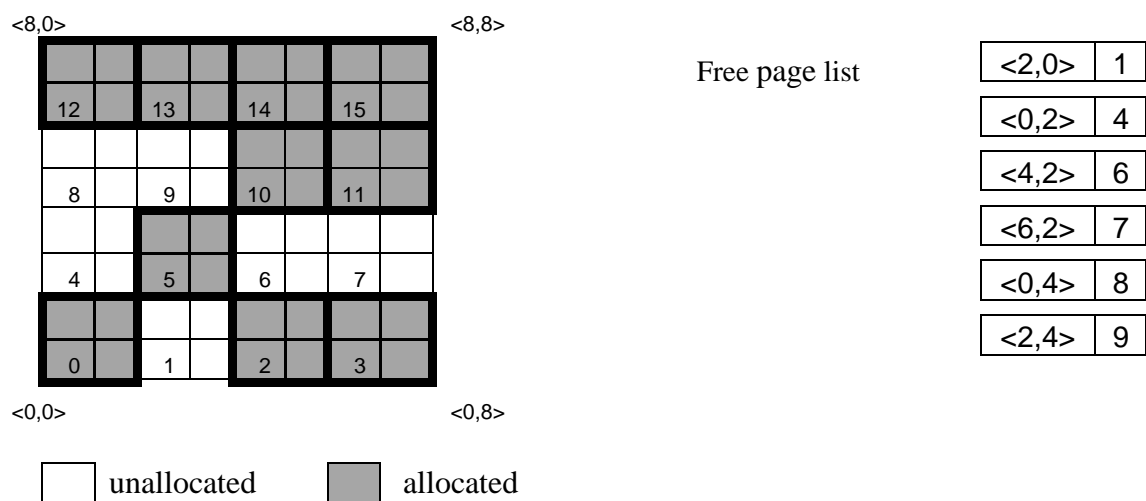 <8,0> <8,8>
Free page list
<2,0> 1
12 13 14 15
<0,2> 4
<4,2> 6
8 9 10 11
<6,2> 7
4 5 6 7
<0,4> 8
<2,4> 9
0 1 2 3
<0,0> <0,8>
unallocated allocated